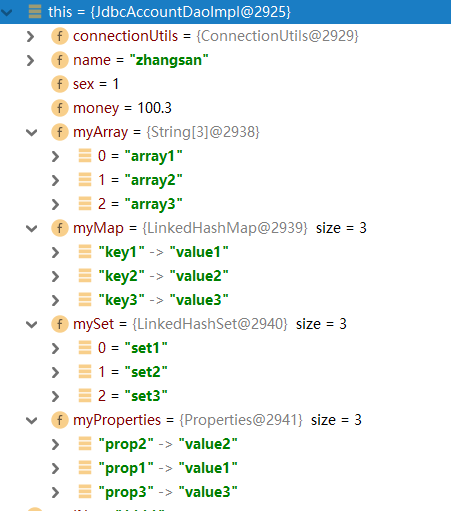 this = {JdbcAccountDaoImpl@2925}
f connectionUtils = {ConnectionUtils@2929}
f name = "zhangsan"
f sex = 1
f money = 100.3
f myArray = {String[3]@2938}
0 = "array1"
1 = "array2"
2 = "array3"
f myMap = {LinkedHashMap@2939} size = 3
"key1" -> "value1"
"key2" -> "value2"
"key3" -> "value3"
f mySet = {LinkedHashSet@2940} size = 3
0 = "set1"
1 = "set2"
2 = "set3"
f myProperties = {Properties@2941} size = 3
"prop2" -> "value2"
"prop1" -> "value1"
"prop3" -> "value3"